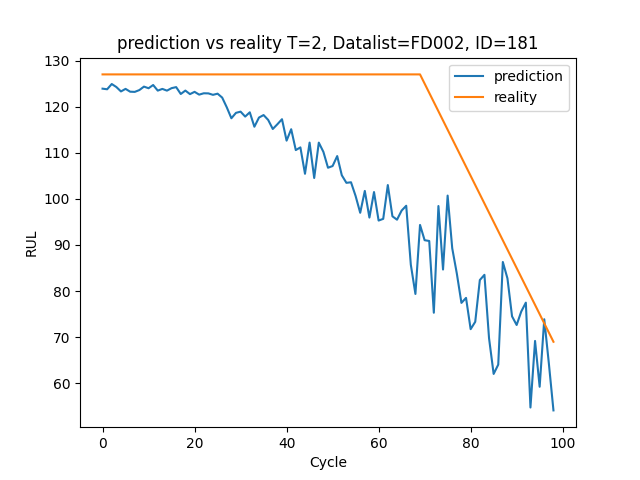 prediction vs reality T=2, Datalist=FD002, ID=181
prediction
reality
130
120
110
100
90
80
70
60
RUL
0
20
40
60
80
100
Cycle